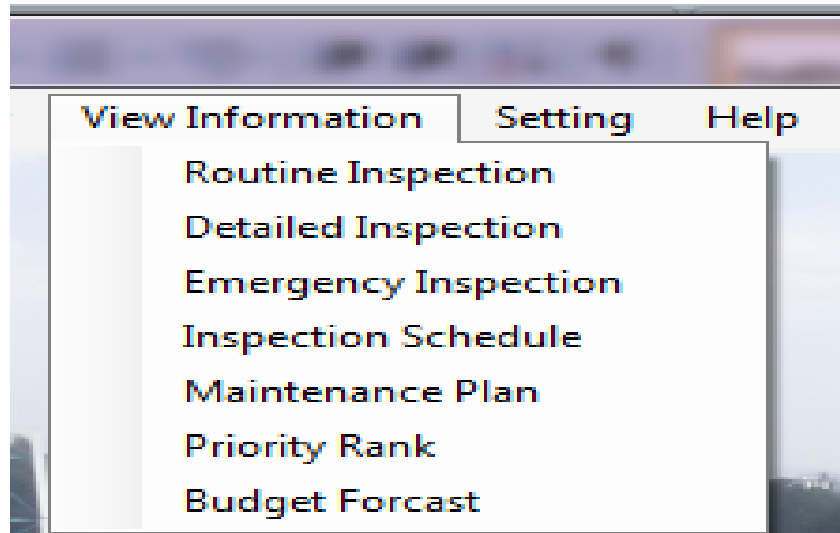 View Information Setting Help
Routine Inspection
Detailed Inspection
Emergency Inspection
Inspection Schedule
Maintenance Plan
Priority Rank
Budget Forcast